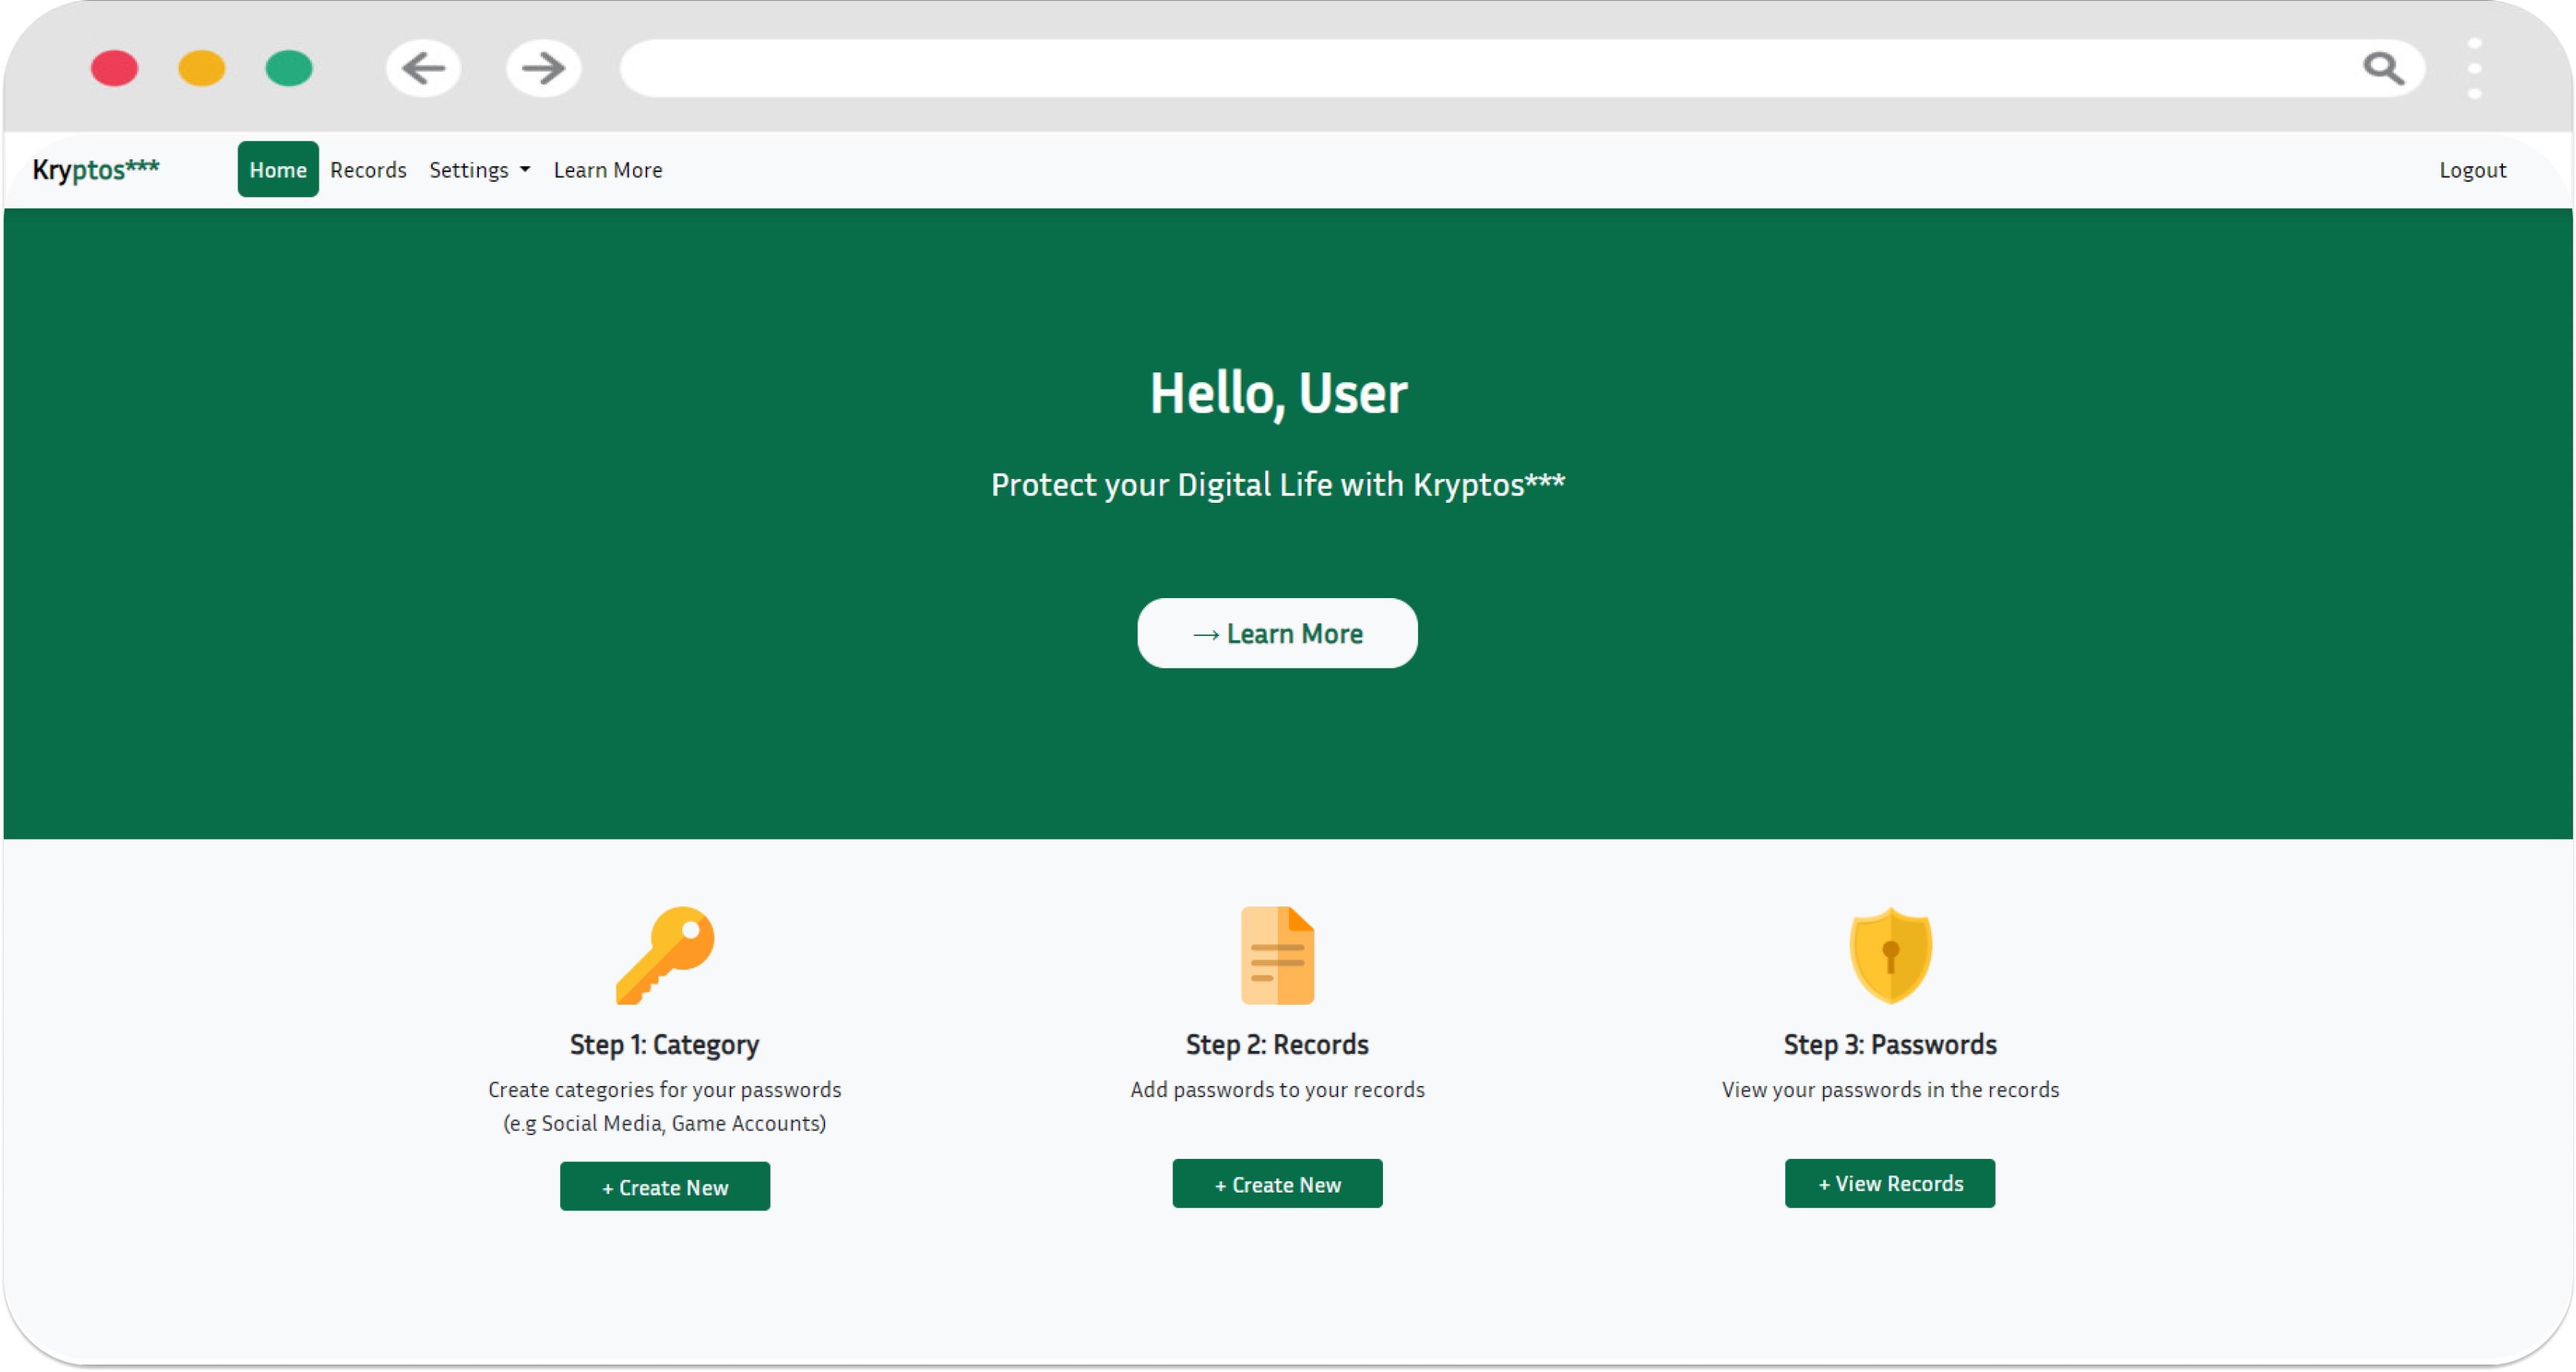 Kryptos*** Home Records Settings Learn More Logout
Hello, User
Protect your Digital Life with Kryptos***
→ Learn More
Step 1: Category
Create categories for your passwords
(e.g Social Media, Game Accounts)
+ Create New
Step 2: Records
Add passwords to your records
+ Create New
Step 3: Passwords
View your passwords in the records
+ View Records